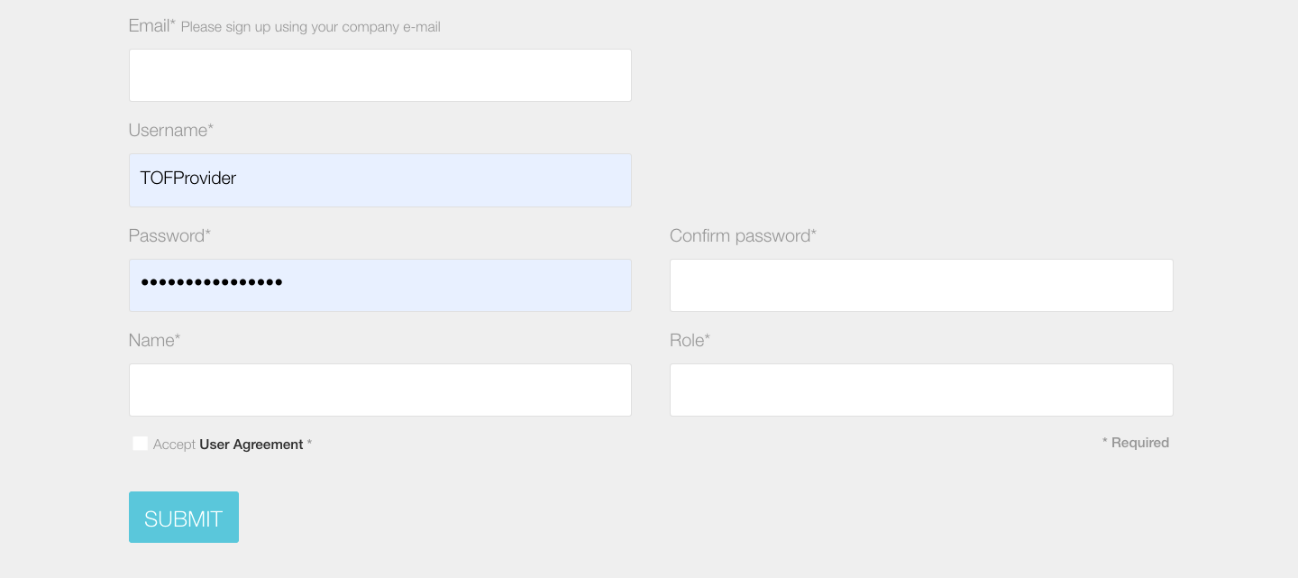 Email* Please sign up using your company e-mail
Username*
TOFProvider
Password* Confirm password*
••••••••••••••••
Name* Role*
Accept User Agreement * * Required
SUBMIT